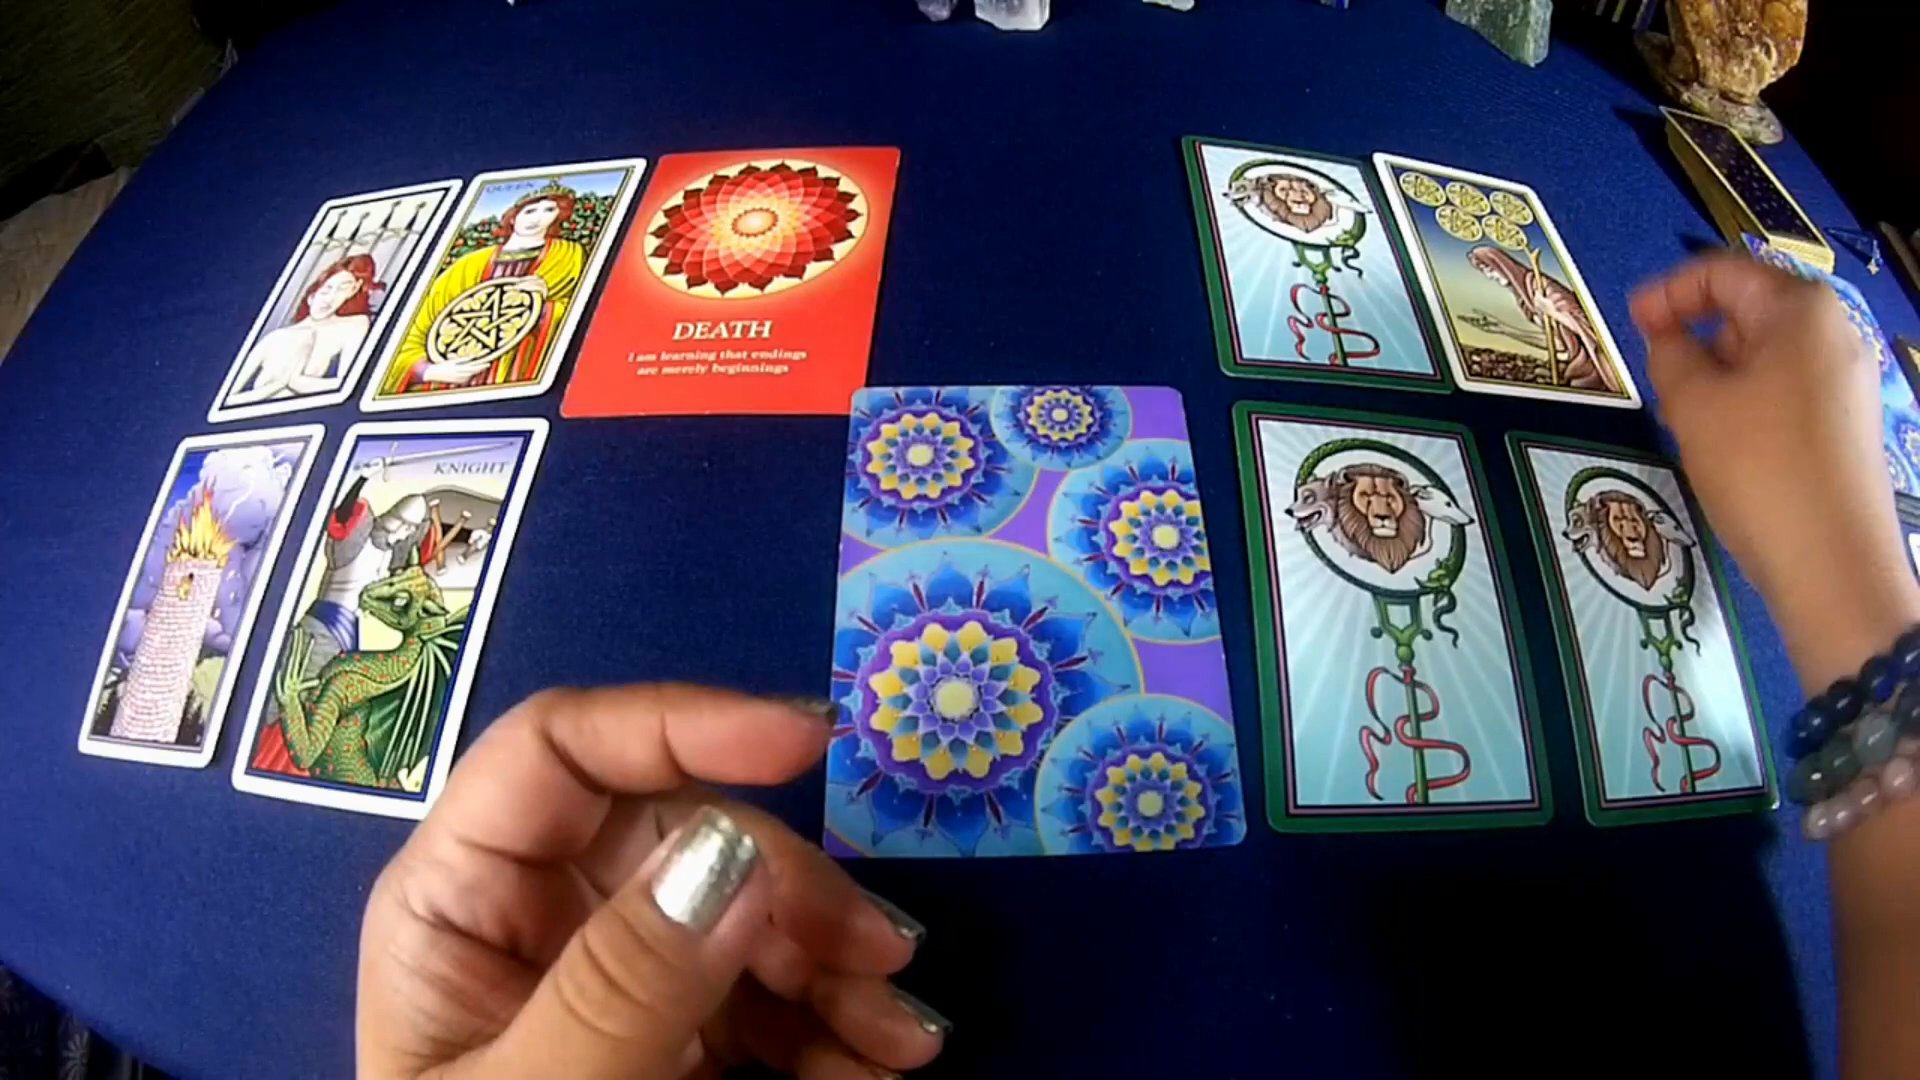 QUEEN
DEATH
I am learning that endings
are merely beginnings
KNIGHT